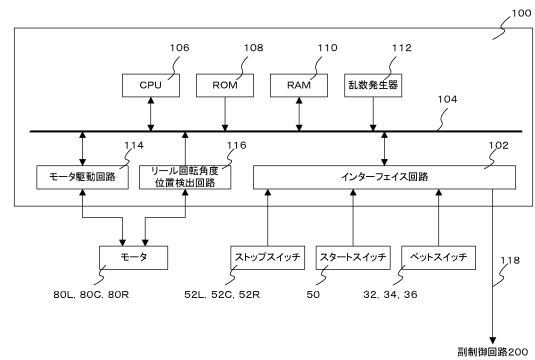 100
106
108
110
112
CPU
ROM
RAM
乱数発生器
104
114
116
102
モータ駆動回路
リール回転角度
位置検出回路
インターフェイス回路
モータ
ストップスイッチ
スタートスイッチ
ベットスイッチ
118
80L, 80C, 80R
52L, 52C, 52R
50
32, 34, 36
副制御回路200